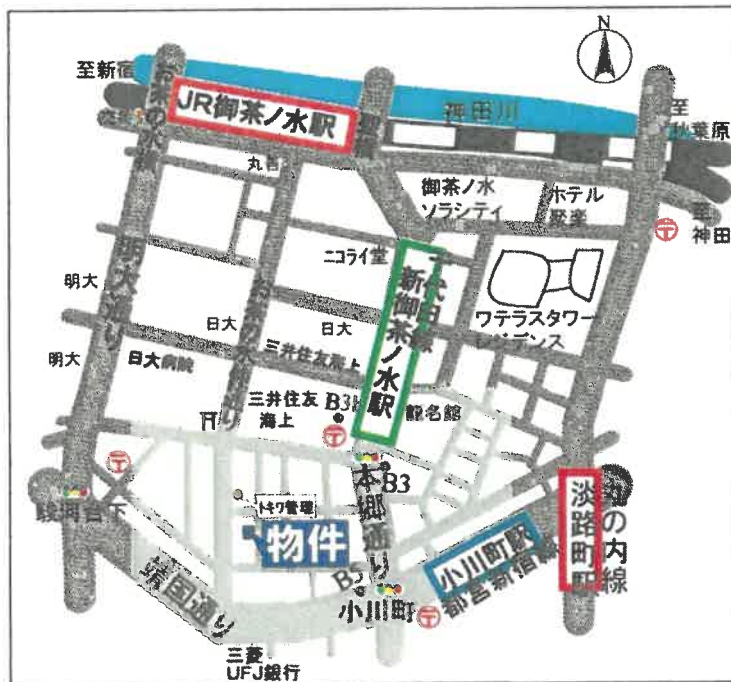 N
至新宿
JR御茶ノ水駅
神田川
至
秋葉原
丸善
御茶ノ水
ソラシティ
ホテル
聚楽
至
神田
ニコライ堂
千代田線
新御茶ノ水駅
明大通り
明大
日大
日大
ワテラスタワー
レジデンス
明大
日大病院
三井住友海上
三井住友
海上
B3b
龍名館
B3
駿河台下
トキワ管理
本郷通り
物件
小川町駅
都営新宿線
淡路町駅
丸の内線
靖国通り
B5
小川町
三菱
UFJ銀行